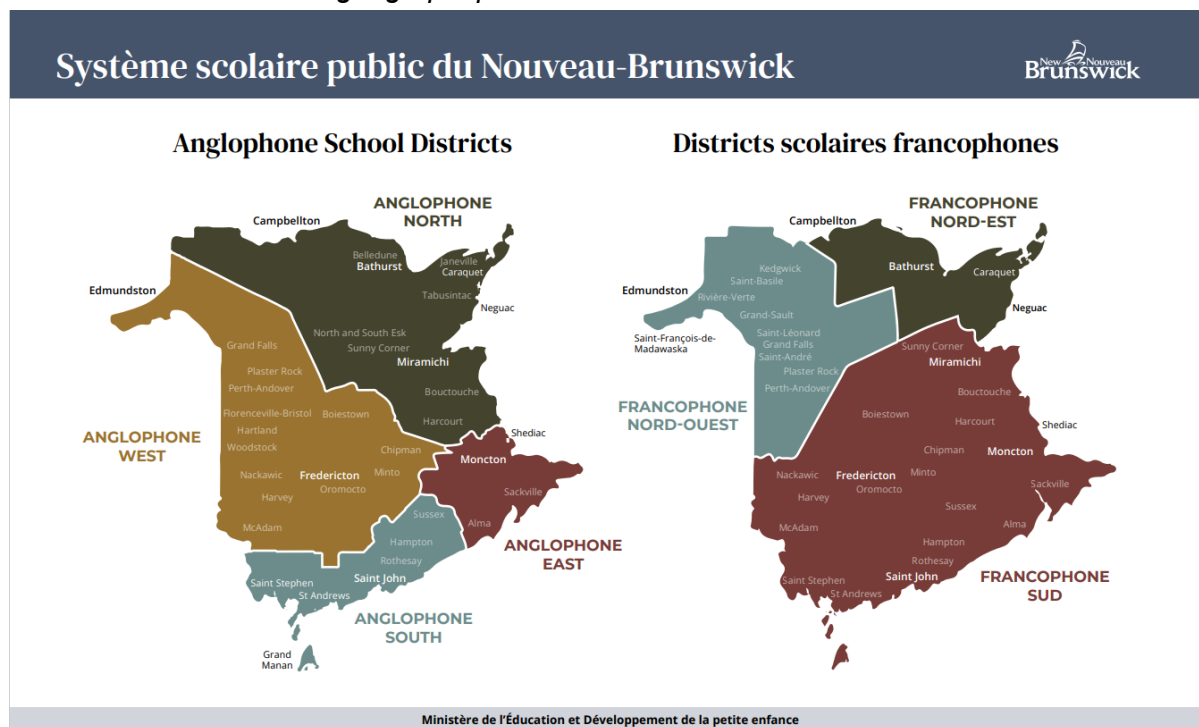 Système scolaire public du Nouveau-Brunswick
New Nouveau
Brunswick
Anglophone School Districts
ANGLOPHONE
NORTH
Campbellton
Belledune
Bathurst
Janeville
Caraquet
Edmundston
Tabusintac
Neguac
North and South Esk
Grand Falls
Sunny Corner
Miramichi
Plaster Rock
Perth-Andover
Bouctouche
Florenceville-Bristol
Boiestown
Harcourt
Hartland
ANGLOPHONE
WEST
Shediac
Woodstock
Chipman
Moncton
Nackawic
Fredericton
Minto
Oromocto
Harvey
Sackville
McAdam
Sussex
Alma
Hampton
ANGLOPHONE
EAST
Rothesay
Saint Stephen
Saint John
St Andrews
ANGLOPHONE
SOUTH
Grand
Manan
Districts scolaires francophones
FRANCOPHONE
NORD-EST
Campbellton
Kedgwick
Bathurst
Caraquet
Saint-Basile
Edmundston
Rivière-Verte
Neguac
Grand-Sault
Saint-François-de-
Madawaska
Saint-Léonard
Grand Falls
Sunny Corner
Saint-André
Miramichi
Plaster Rock
Perth-Andover
Bouctouche
FRANCOPHONE
NORD-OUEST
Boiestown
Harcourt
Shediac
Chipman
Moncton
Nackawic
Fredericton
Minto
Oromocto
Harvey
Sackville
Sussex
McAdam
Alma
Hampton
Rothesay
Saint Stephen
Saint John
St Andrews
FRANCOPHONE
SUD
Ministère de l’Éducation et Développement de la petite enfance